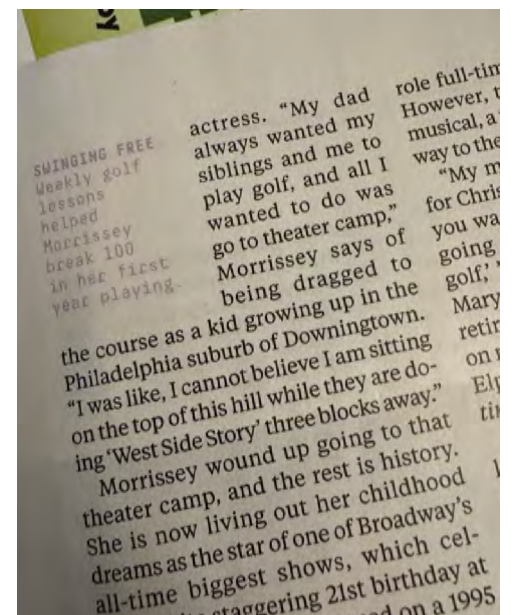 SWINGING FREE
Weekly golf
lessons
helped
Morrissey
break 100
in her first
year playing.
actress. “My dad
always wanted my
siblings and me to
play golf, and all I
wanted to do was
go to theater camp,”
Morrissey says of
being dragged to
the course as a kid growing up in the
Philadelphia suburb of Downingtown.
“I was like, I cannot believe I am sitting
on the top of this hill while they are do-
ing ‘West Side Story’ three blocks away.”
Morrissey wound up going to that
theater camp, and the rest is history.
She is now living out her childhood
dreams as the star of one of Broadway’s
all-time biggest shows, which cel-
staggering 21st birthday at
on a 1995
role full-tim
However, t
musical, a
way to the
“My m
for Chris
you wa
going
golf,’ ”
Mary
retir
on